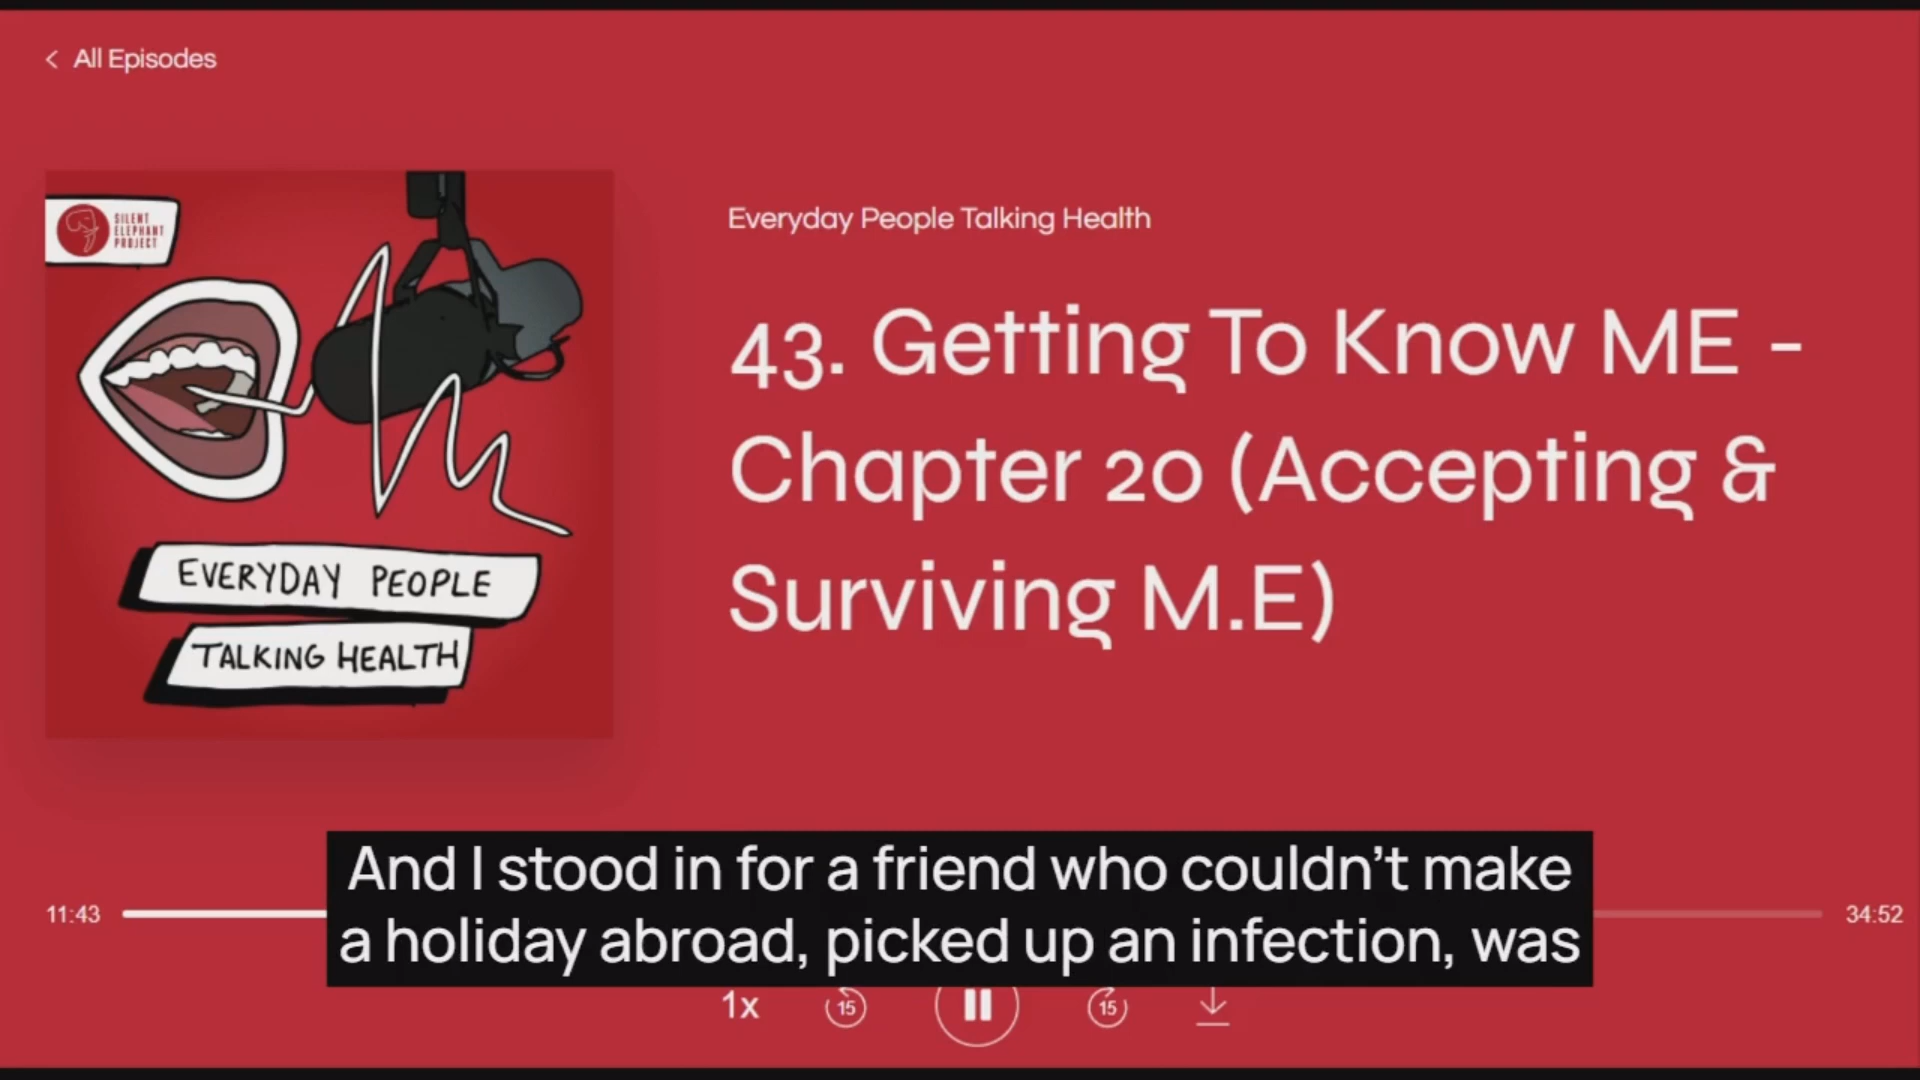 All Episodes
SILENT
ELEPHANT
PROJECT
EVERYDAY PEOPLE
TALKING HEALTH
Everyday People Talking Health
43. Getting To Know ME -
Chapter 20 (Accepting &
Surviving M.E)
And I stood in for a friend who couldn't make
a holiday abroad, picked up an infection, was
11:43
34:52
1x
15
15